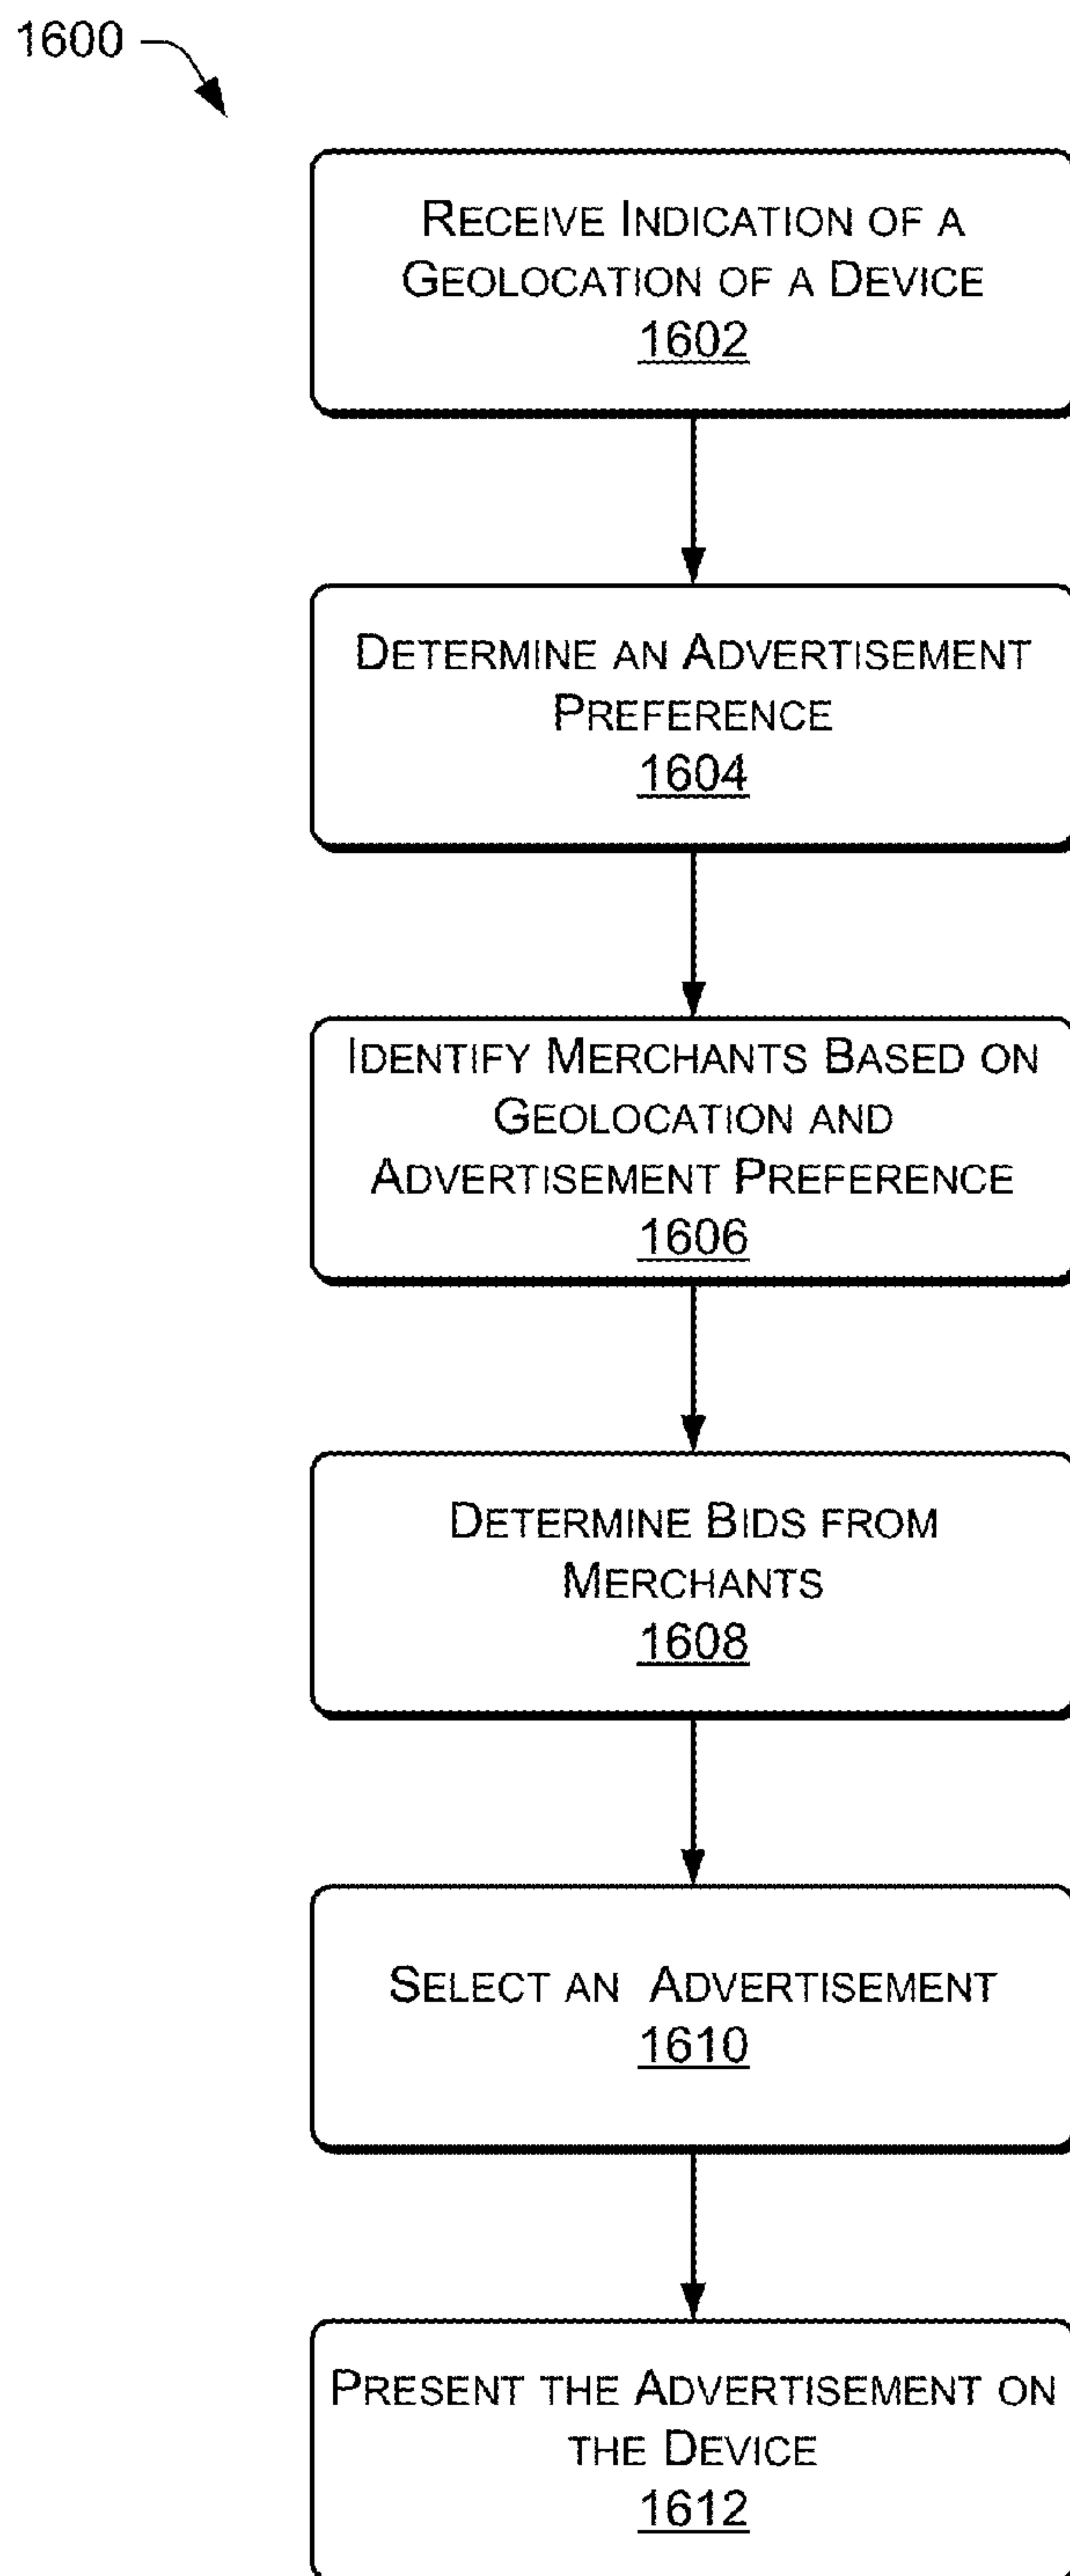 1600
Receive Indication of a
Geolocation of a Device
1602
Determine an Advertisement
Preference
1604
Identify Merchants Based on
Geolocation and
Advertisement Preference
1606
Determine Bids from
Merchants
1608
Select an Advertisement
1610
Present the Advertisement on
the Device
1612